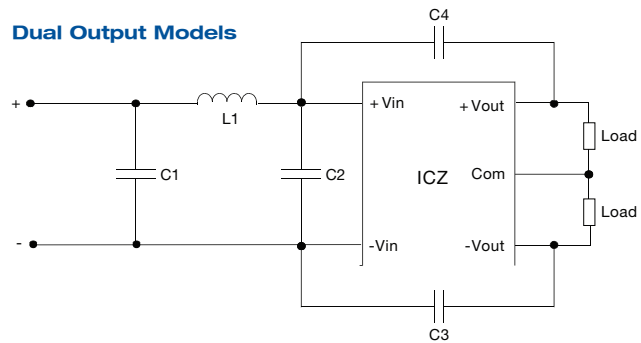 Dual Output Models
C4
+
L1
+Vin
+Vout
Load
C1
C2
ICZ
Com
Load
-
-Vin
-Vout
C3